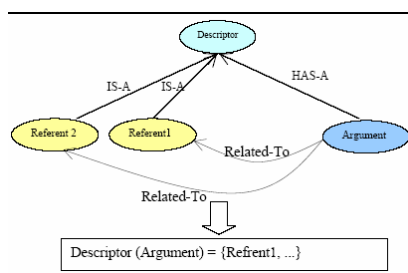 Descriptor
HAS-A
IS-A IS-A
Referent 2 Referent1 Argument
Related-To
Related-To
Descriptor (Argument) = {Refrent1, ...}